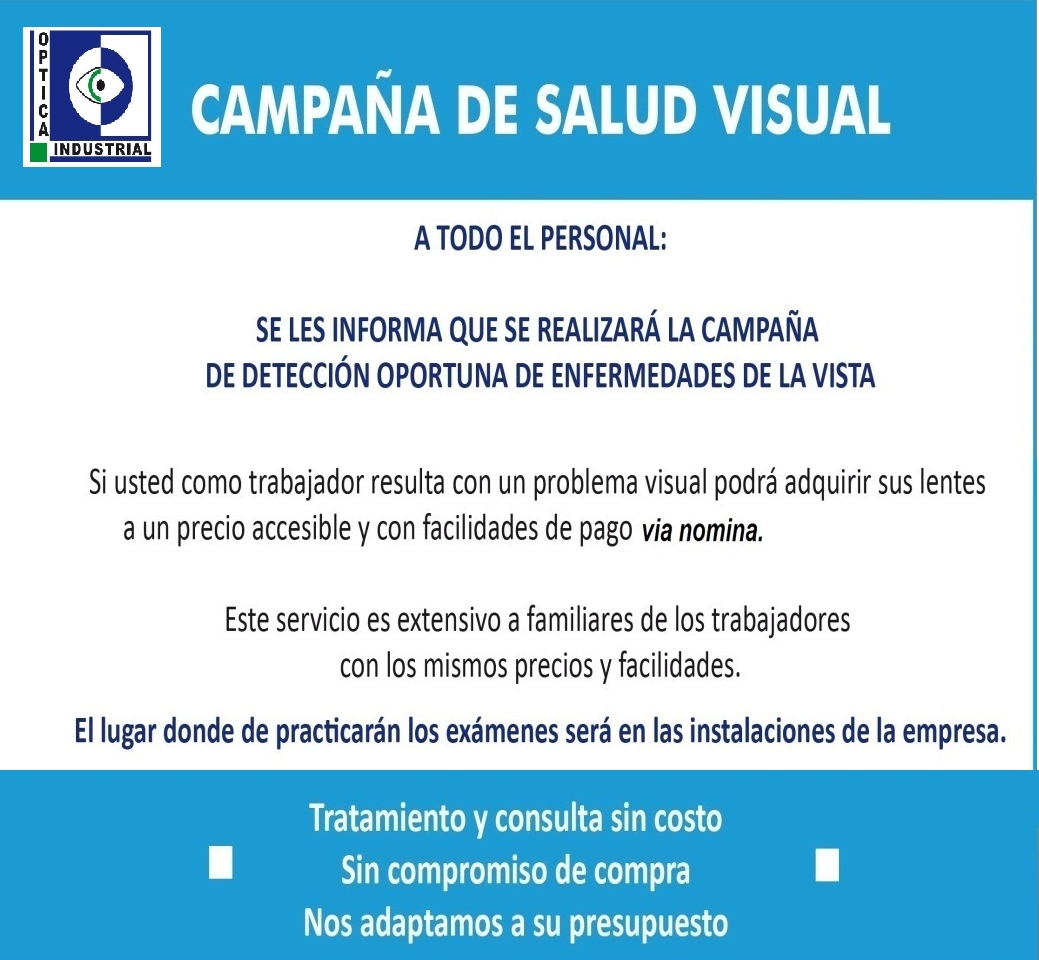 OPTICA
INDUSTRIAL
CAMPAÑA DE SALUD VISUAL
A TODO EL PERSONAL:
SE LES INFORMA QUE SE REALIZARÁ LA CAMPAÑA
DE DETECCIÓN OPORTUNA DE ENFERMEDADES DE LA VISTA
Si usted como trabajador resulta con un problema visual podrá adquirir sus lentes
a un precio accesible y con facilidades de pago via nomina.
Este servicio es extensivo a familiares de los trabajadores
con los mismos precios y facilidades.
El lugar donde de practicarán los exámenes será en las instalaciones de la empresa.
Tratamiento y consulta sin costo
Sin compromiso de compra
Nos adaptamos a su presupuesto